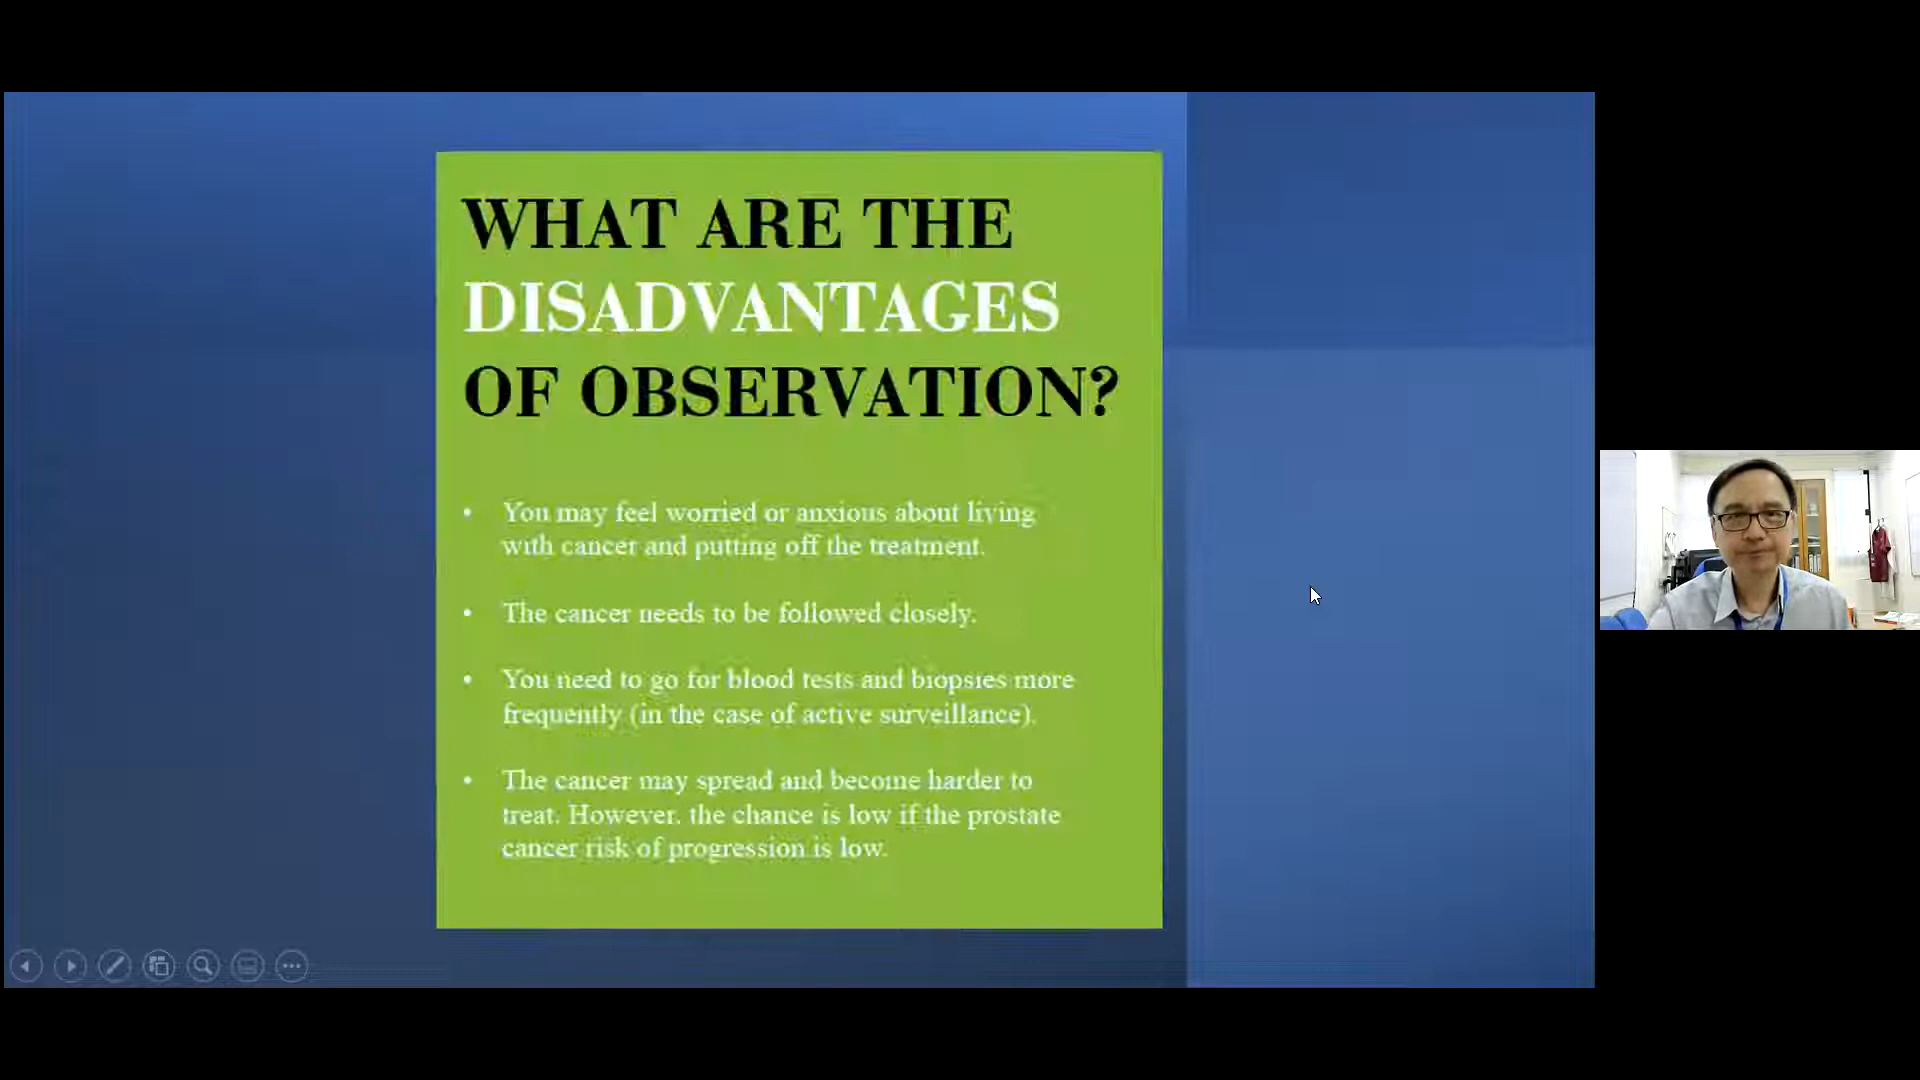 WHAT ARE THE
DISADVANTAGES
OF OBSERVATION?
• You may feel worried or anxious about living
with cancer and putting off the treatment.
• The cancer needs to be followed closely.
• You need to go for blood tests and biopsies more
frequently (in the case of active surveillance).
• The cancer may spread and become harder to
treat. However, the chance is low if the prostate
cancer risk of progression is low.